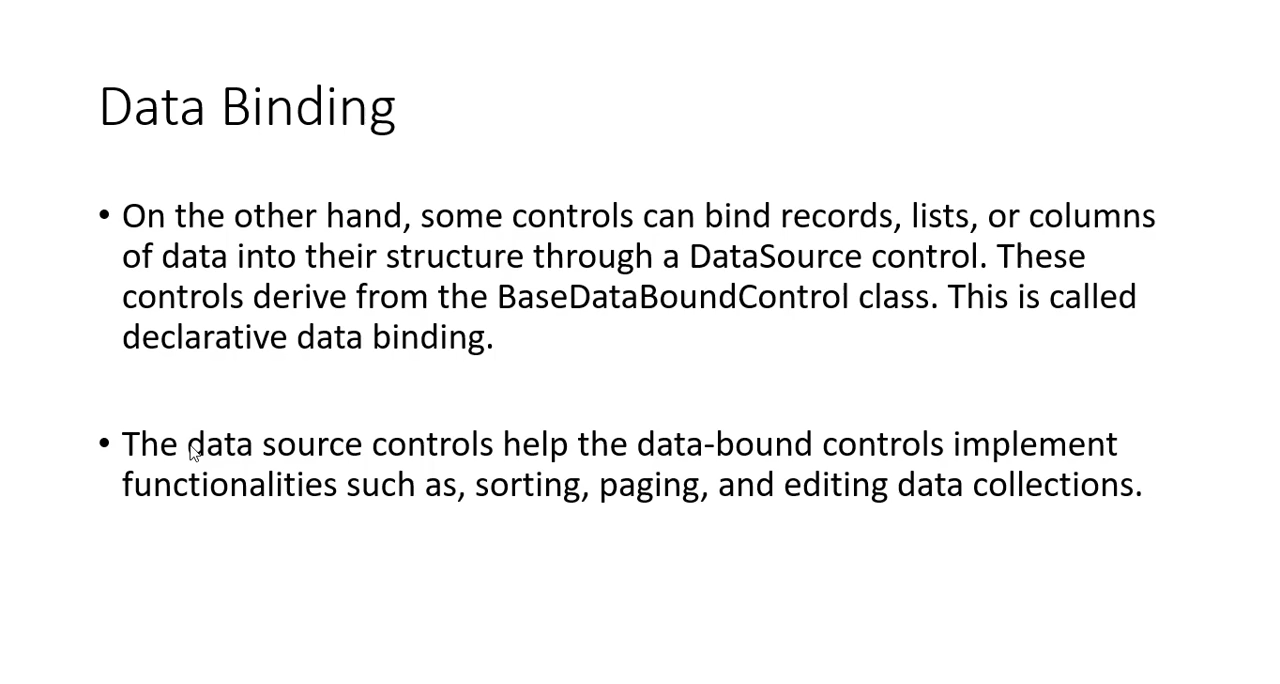 Data Binding
• On the other hand, some controls can bind records, lists, or columns
of data into their structure through a DataSource control. These
controls derive from the BaseDataBoundControl class. This is called
declarative data binding.
• The data source controls help the data-bound controls implement
functionalities such as, sorting, paging, and editing data collections.